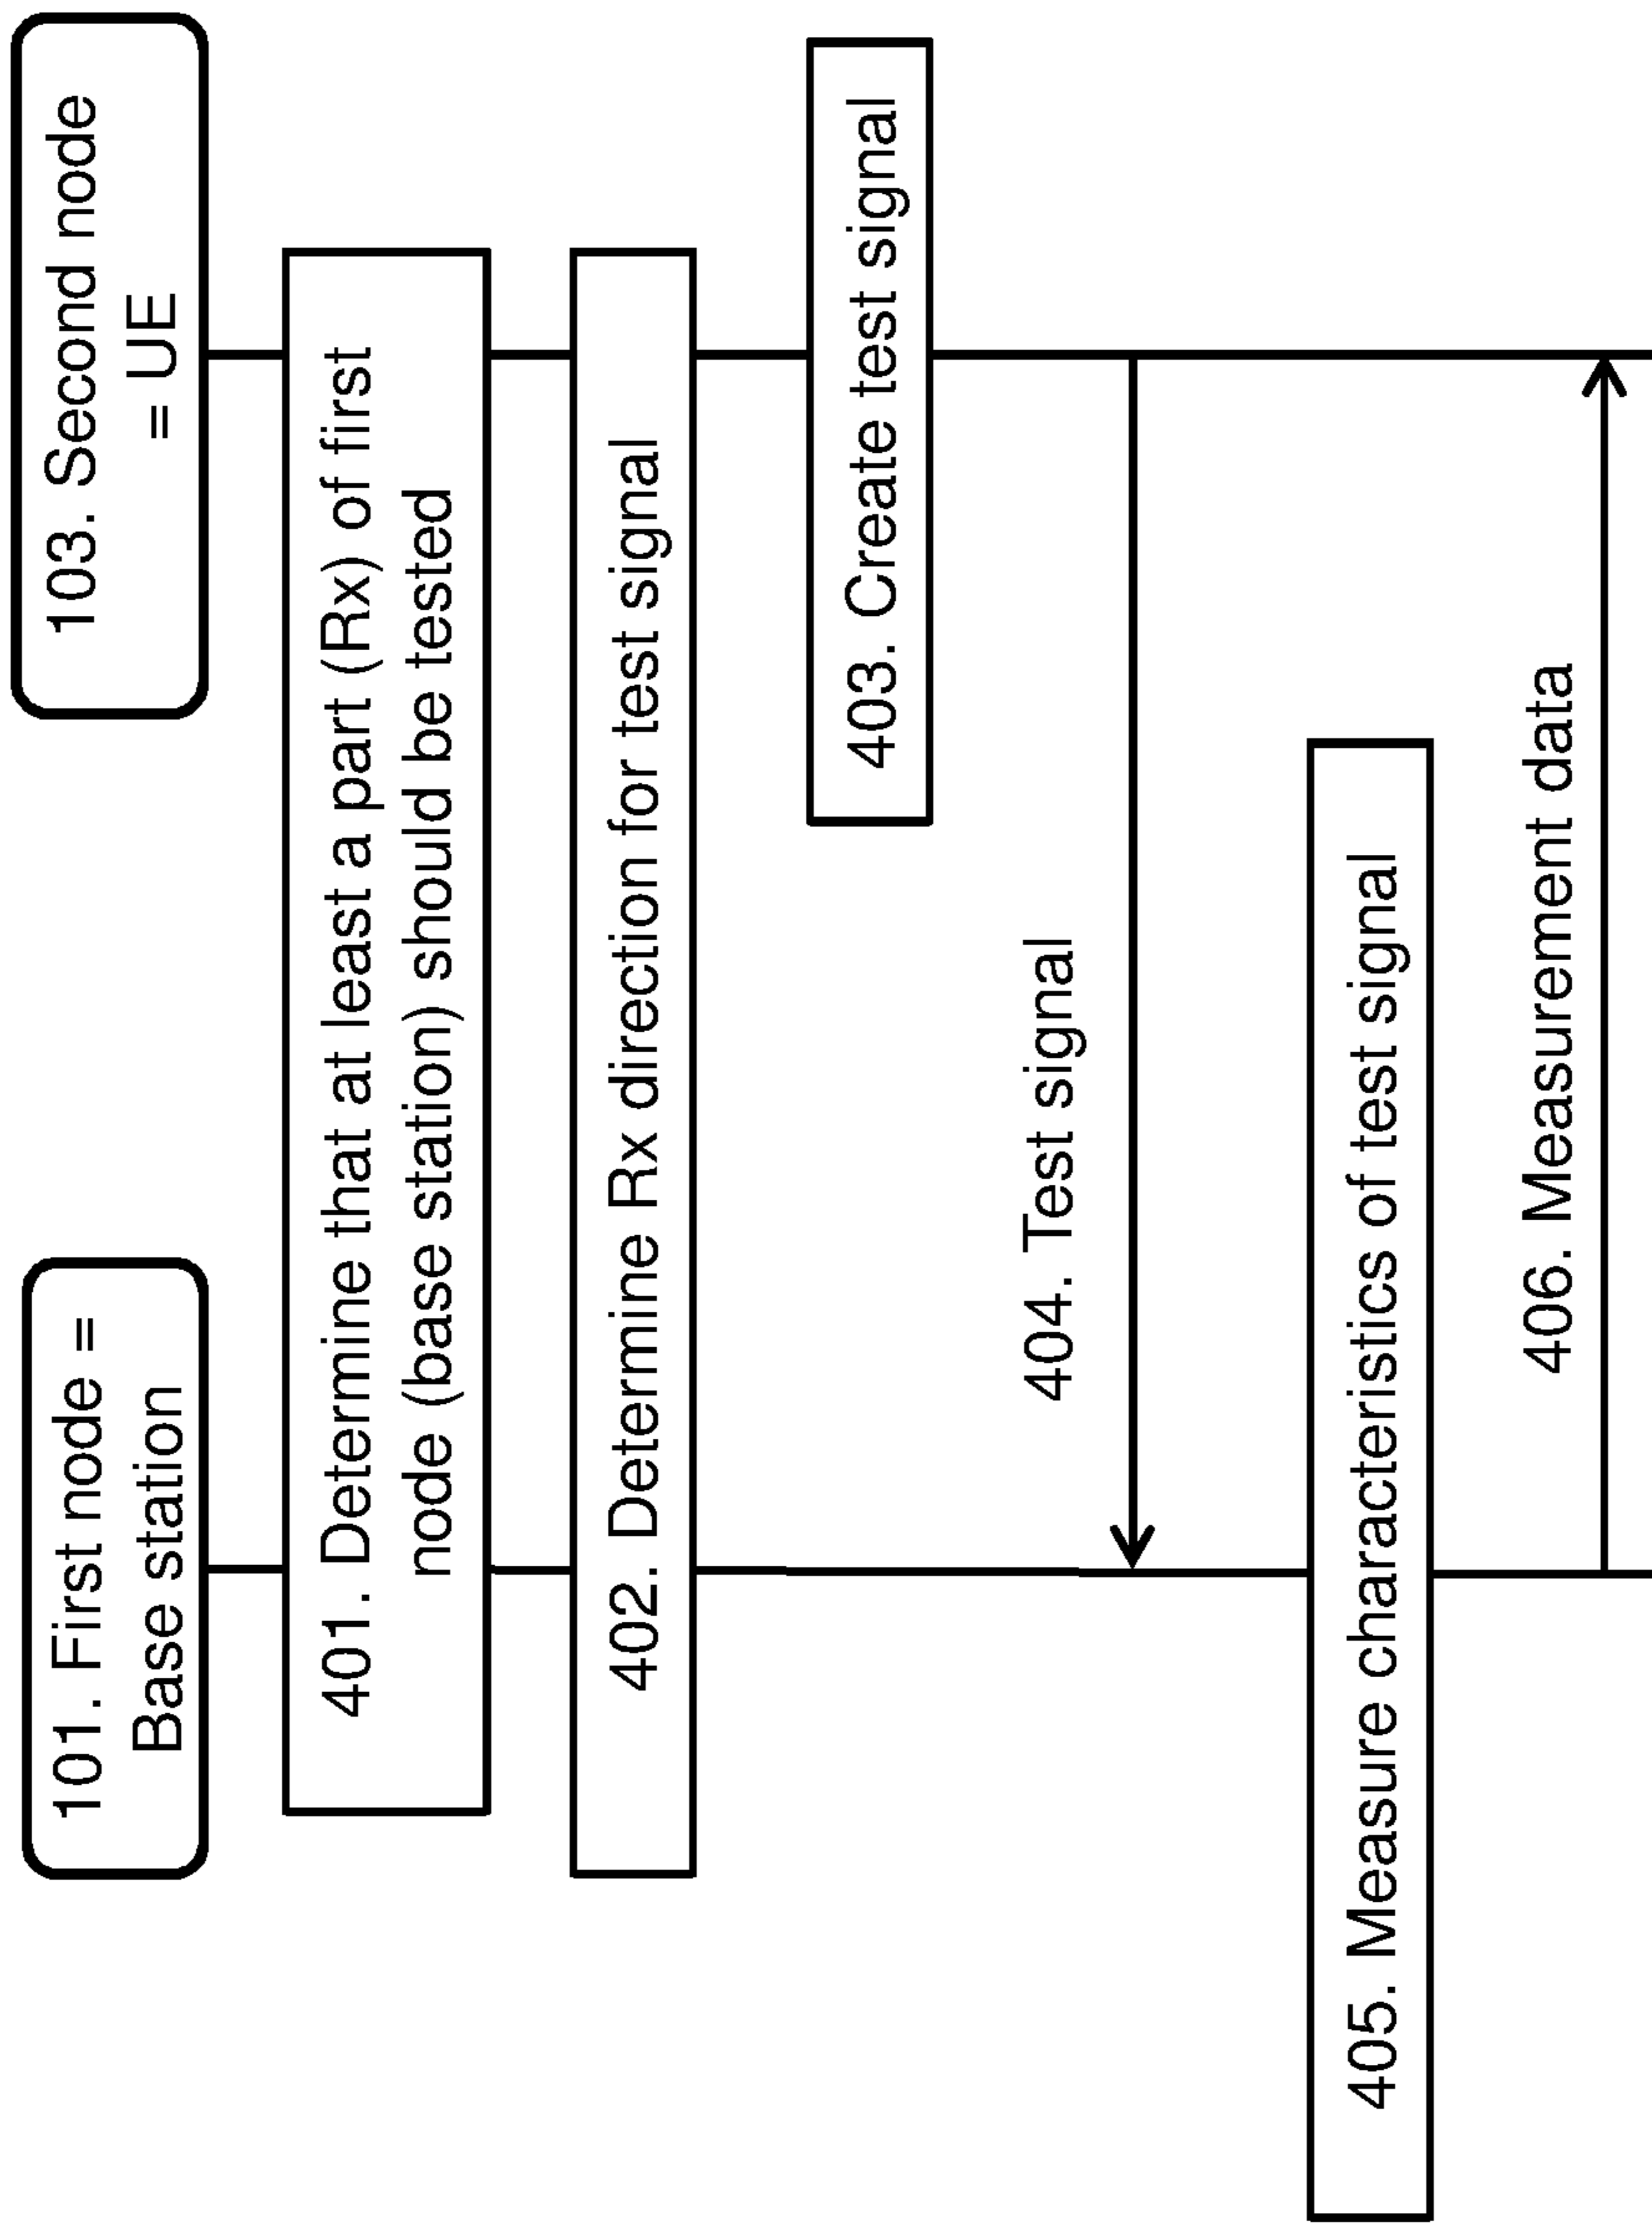 101. First node =
Base station
103. Second node
= UE
401. Determine that at least a part (Rx) of first
node (base station) should be tested
402. Determine Rx direction for test signal
403. Create test signal
404. Test signal
405. Measure characteristics of test signal
406. Measurement data